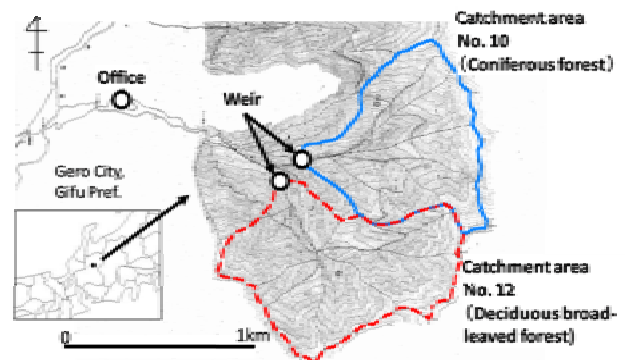 Catchment area
No. 10
(Coniferous forest)
Office
Weir
Gero City,
Gifu Pref.
Catchment area
No. 12
(Deciduous broad-
leaved forest)
0
1km